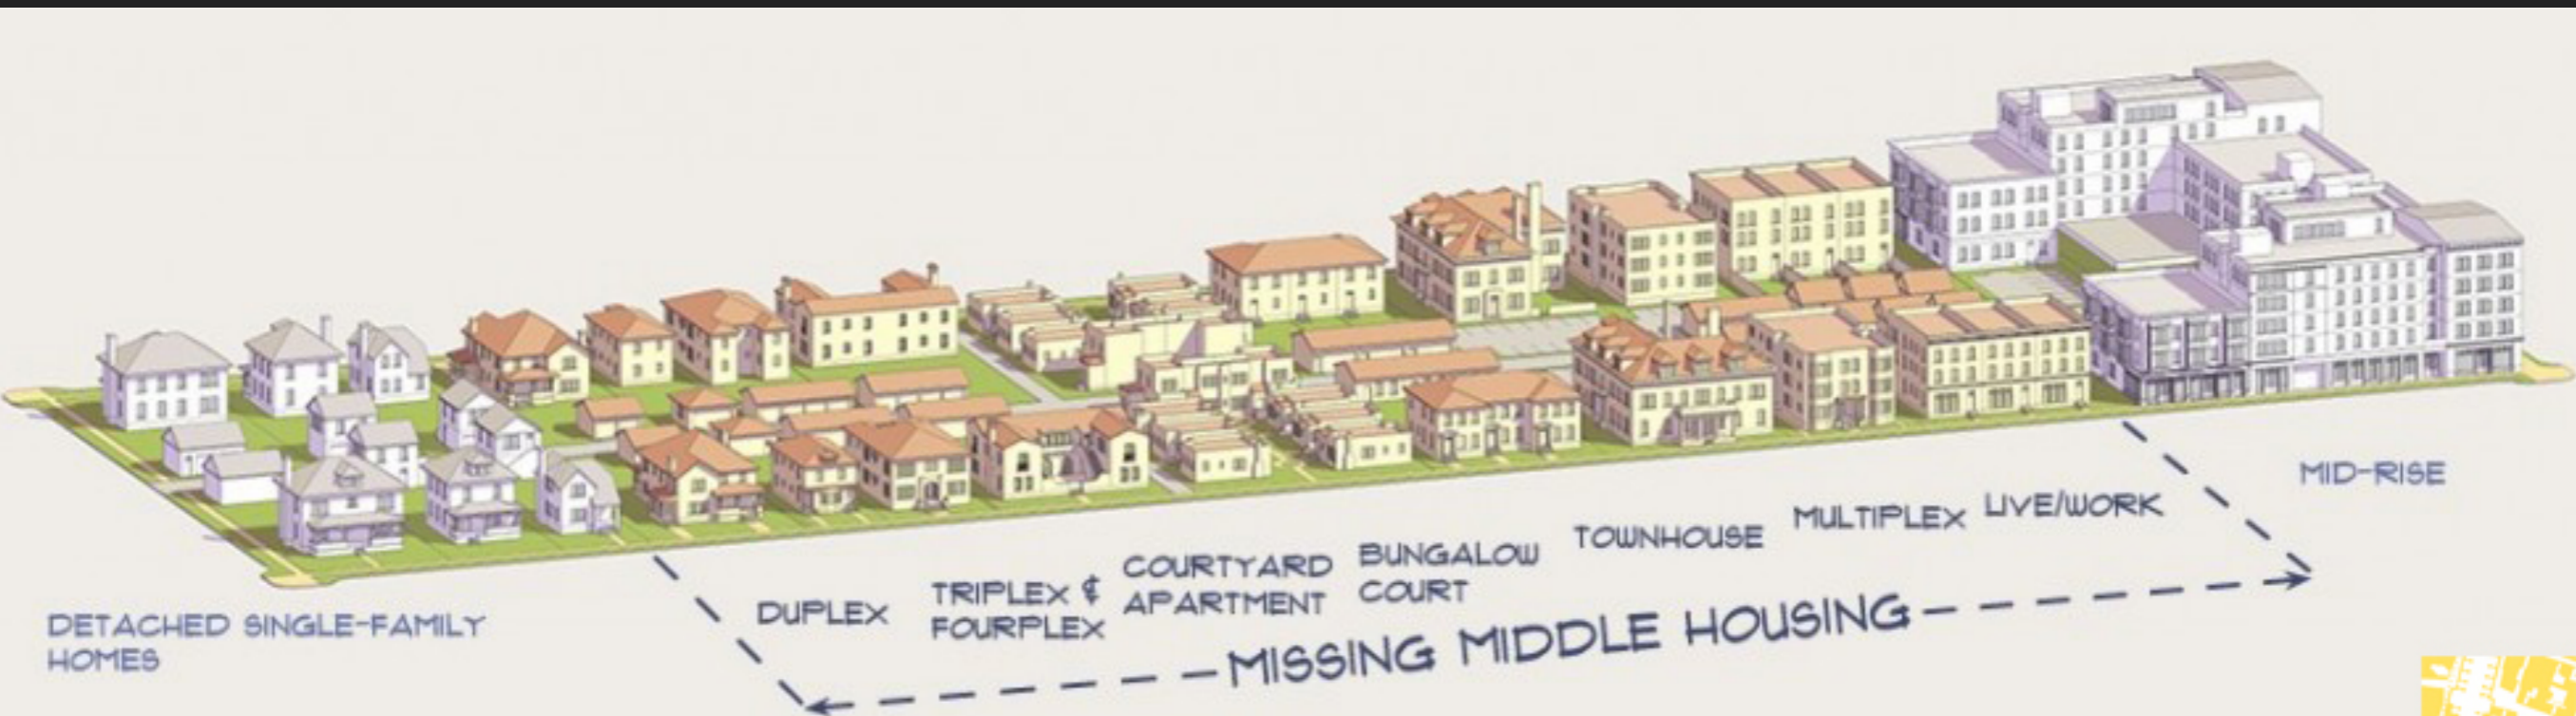 DETACHED SINGLE-FAMILY
HOMES
DUPLEX
TRIPLEX &
FOURPLEX
COURTYARD
APARTMENT
BUNGALOW
COURT
TOWNHOUSE
MULTIPLEX
LIVE/WORK
MID-RISE
MISSING MIDDLE HOUSING